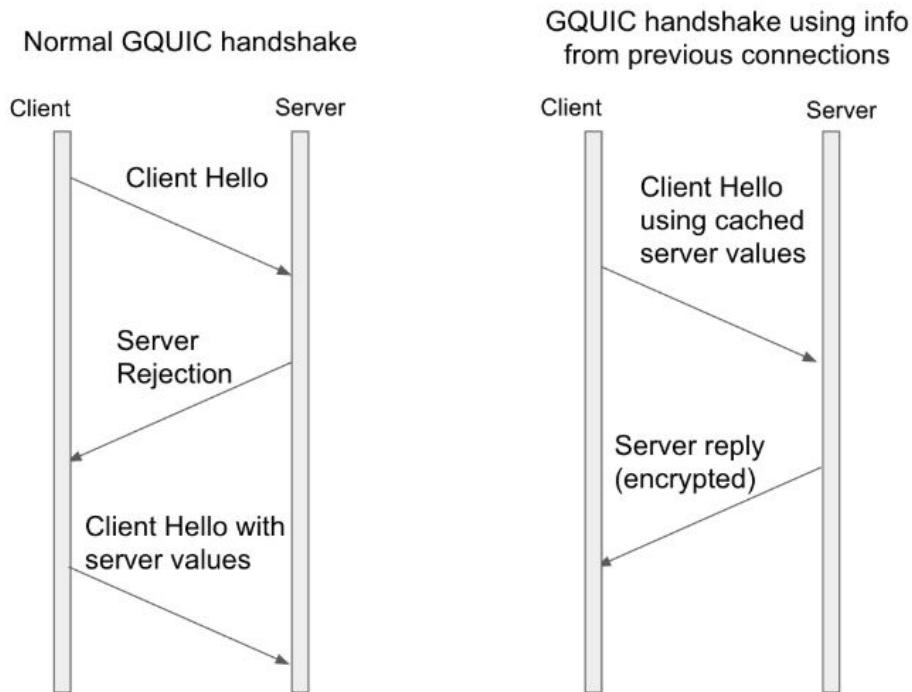 Normal GQUIC handshake
Client
Server
Client Hello
Server
Rejection
Client Hello with
server values
GQUIC handshake using info
from previous connections
Client
Server
Client Hello
using cached
server values
Server reply
(encrypted)